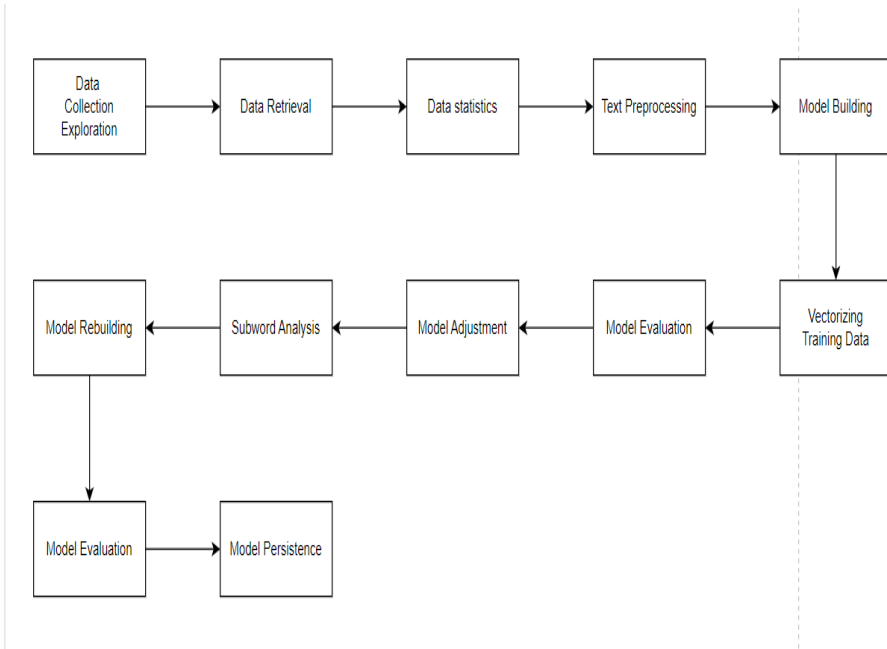 Data
Collection
Exploration
Data Retrieval
Data statistics
Text Preprocessing
Model Building
Vectorizing
Training Data
Model Evaluation
Model Adjustment
Subword Analysis
Model Rebuilding
Model Evaluation
Model Persistence